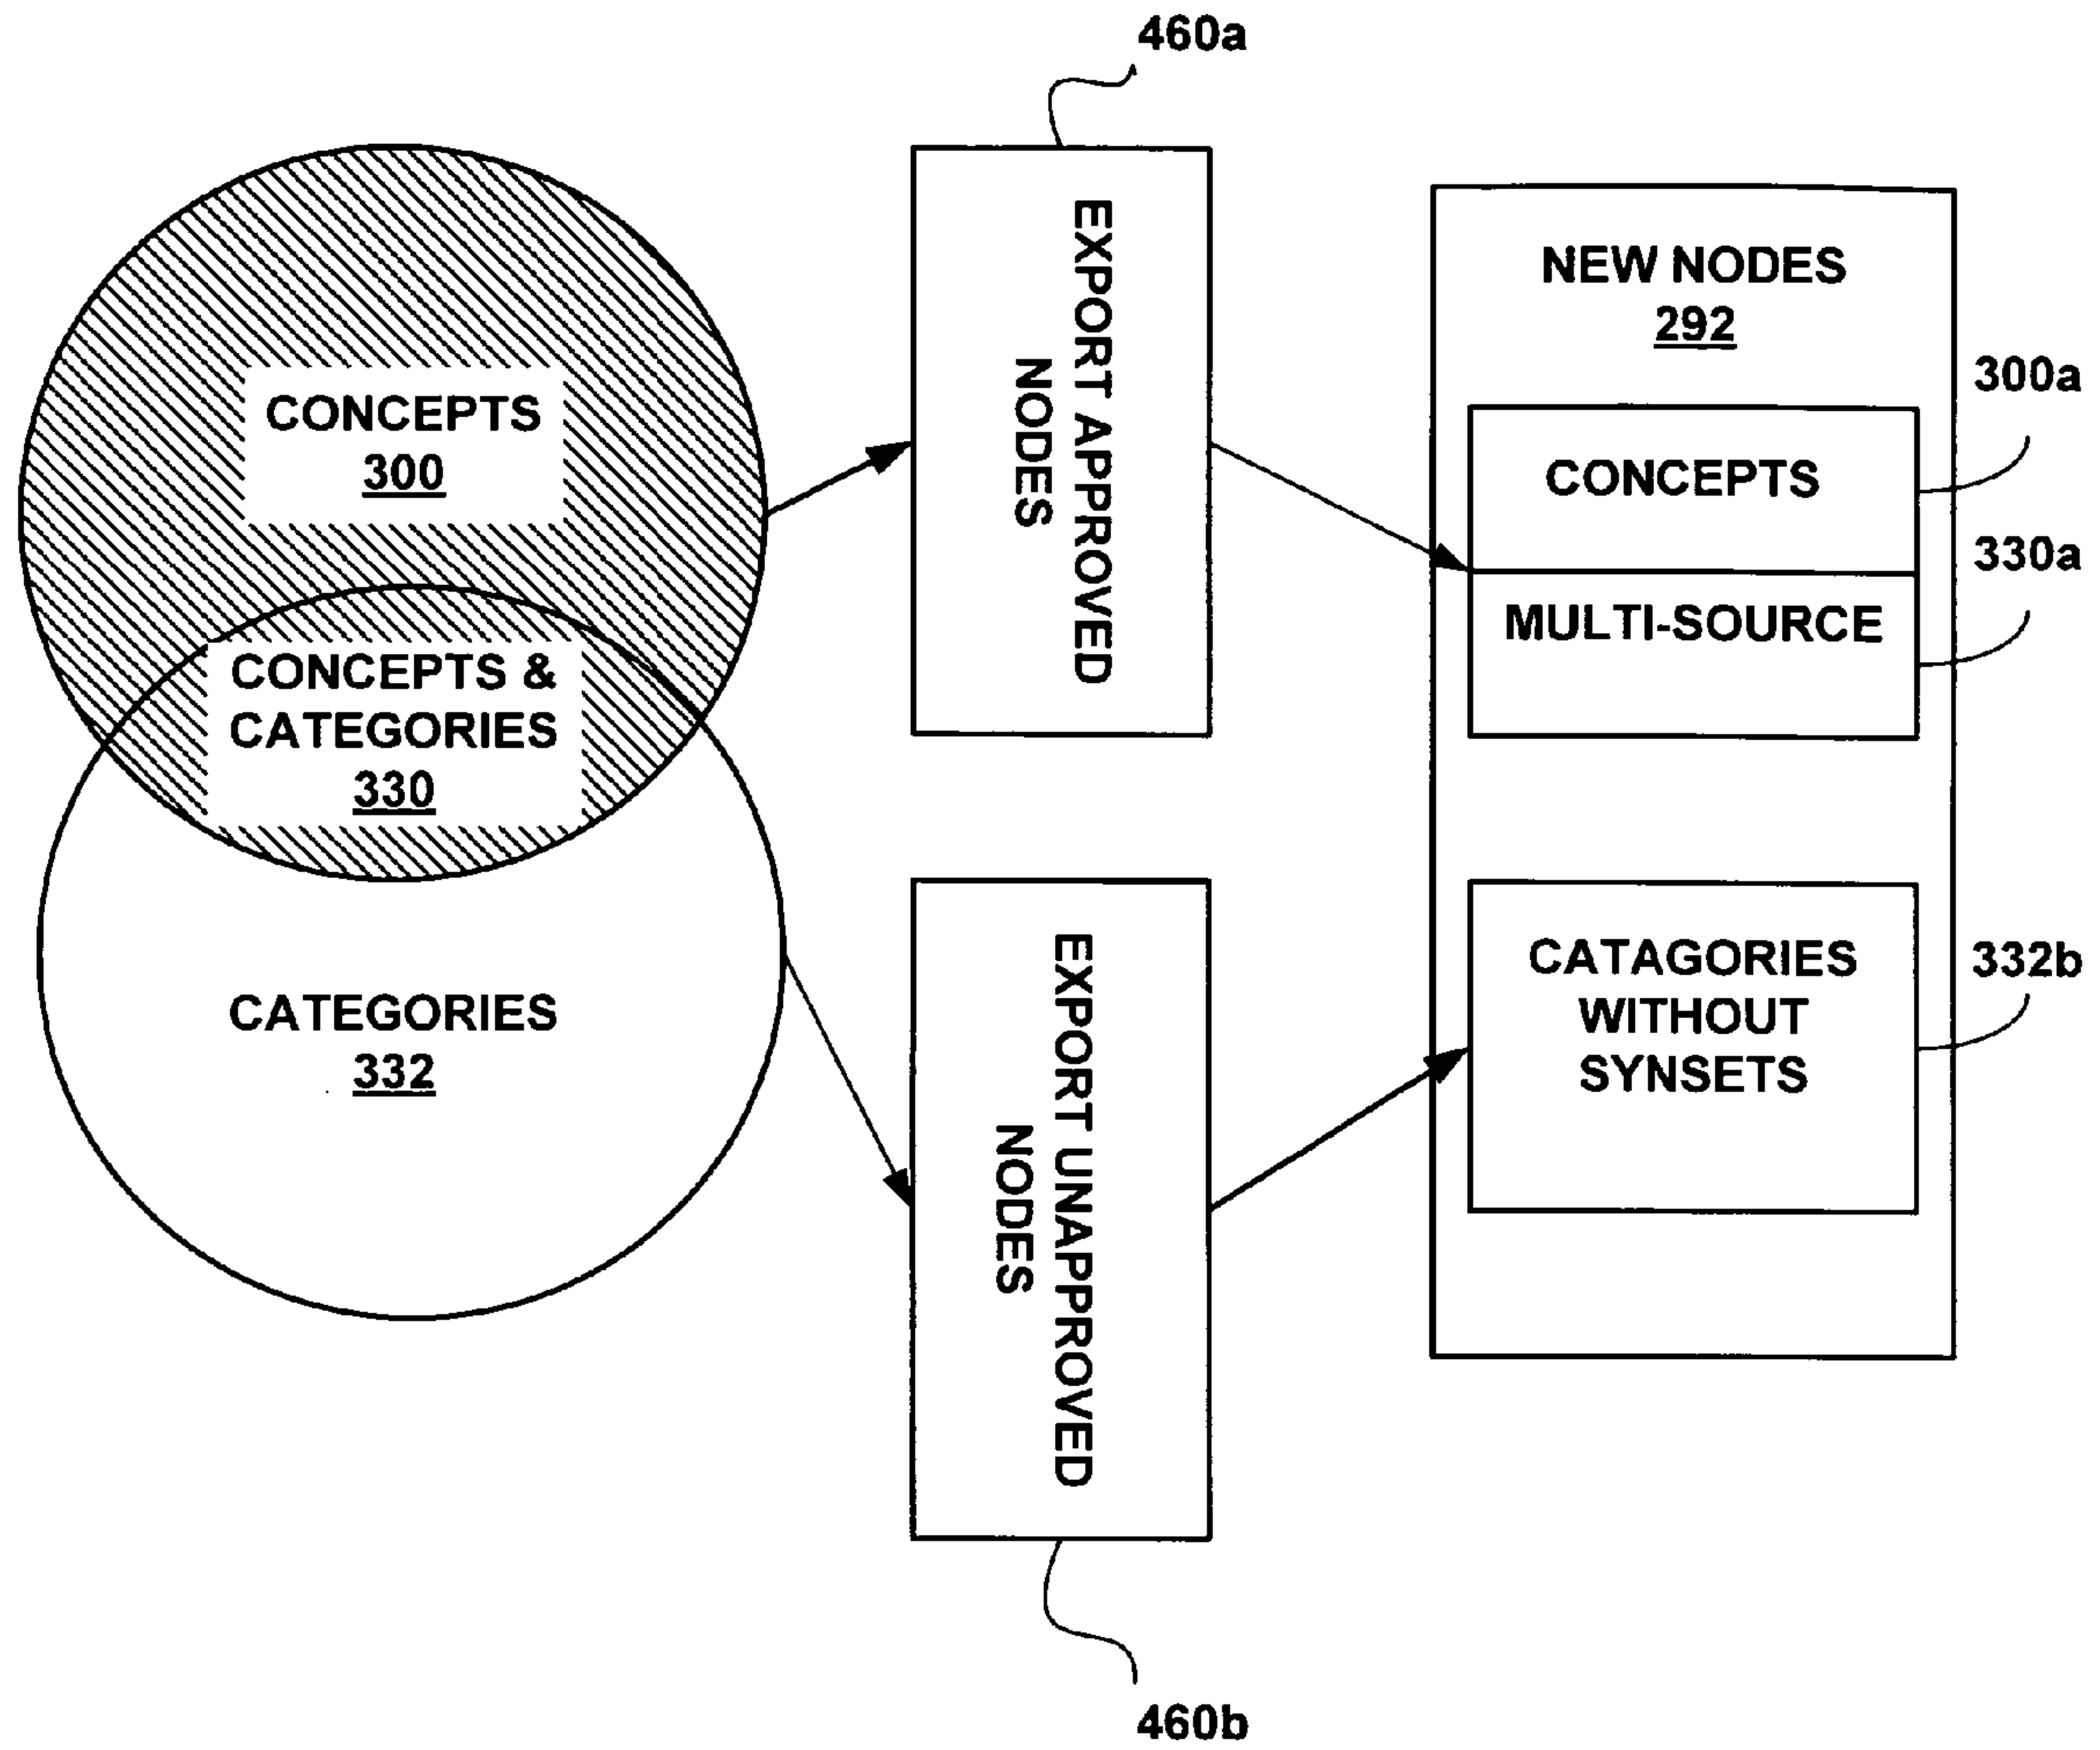 460a
CONCEPTS
300
CONCEPTS &
CATEGORIES
330
CATEGORIES
332
EXPORT APPROVED
NODES
EXPORT UNAPPROVED
NODES
460b
NEW NODES
292
CONCEPTS
300a
MULTI-SOURCE
330a
CATAGORIES
WITHOUT
SYNSETS
332b